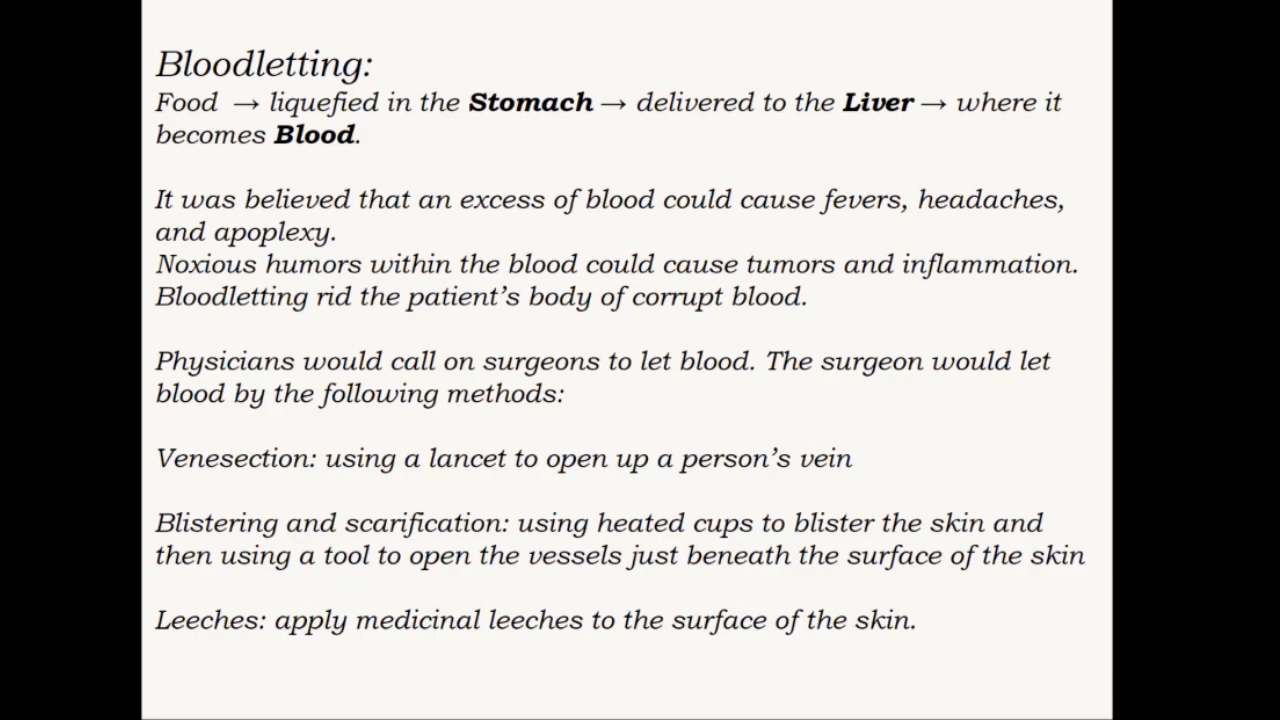 Bloodletting:
Food → liquefied in the Stomach → delivered to the Liver → where it
becomes Blood.
It was believed that an excess of blood could cause fevers, headaches,
and apoplexy.
Noxious humors within the blood could cause tumors and inflammation.
Bloodletting rid the patient’s body of corrupt blood.
Physicians would call on surgeons to let blood. The surgeon would let
blood by the following methods:
Venesection: using a lancet to open up a person’s vein
Blistering and scarification: using heated cups to blister the skin and
then using a tool to open the vessels just beneath the surface of the skin
Leeches: apply medicinal leeches to the surface of the skin.